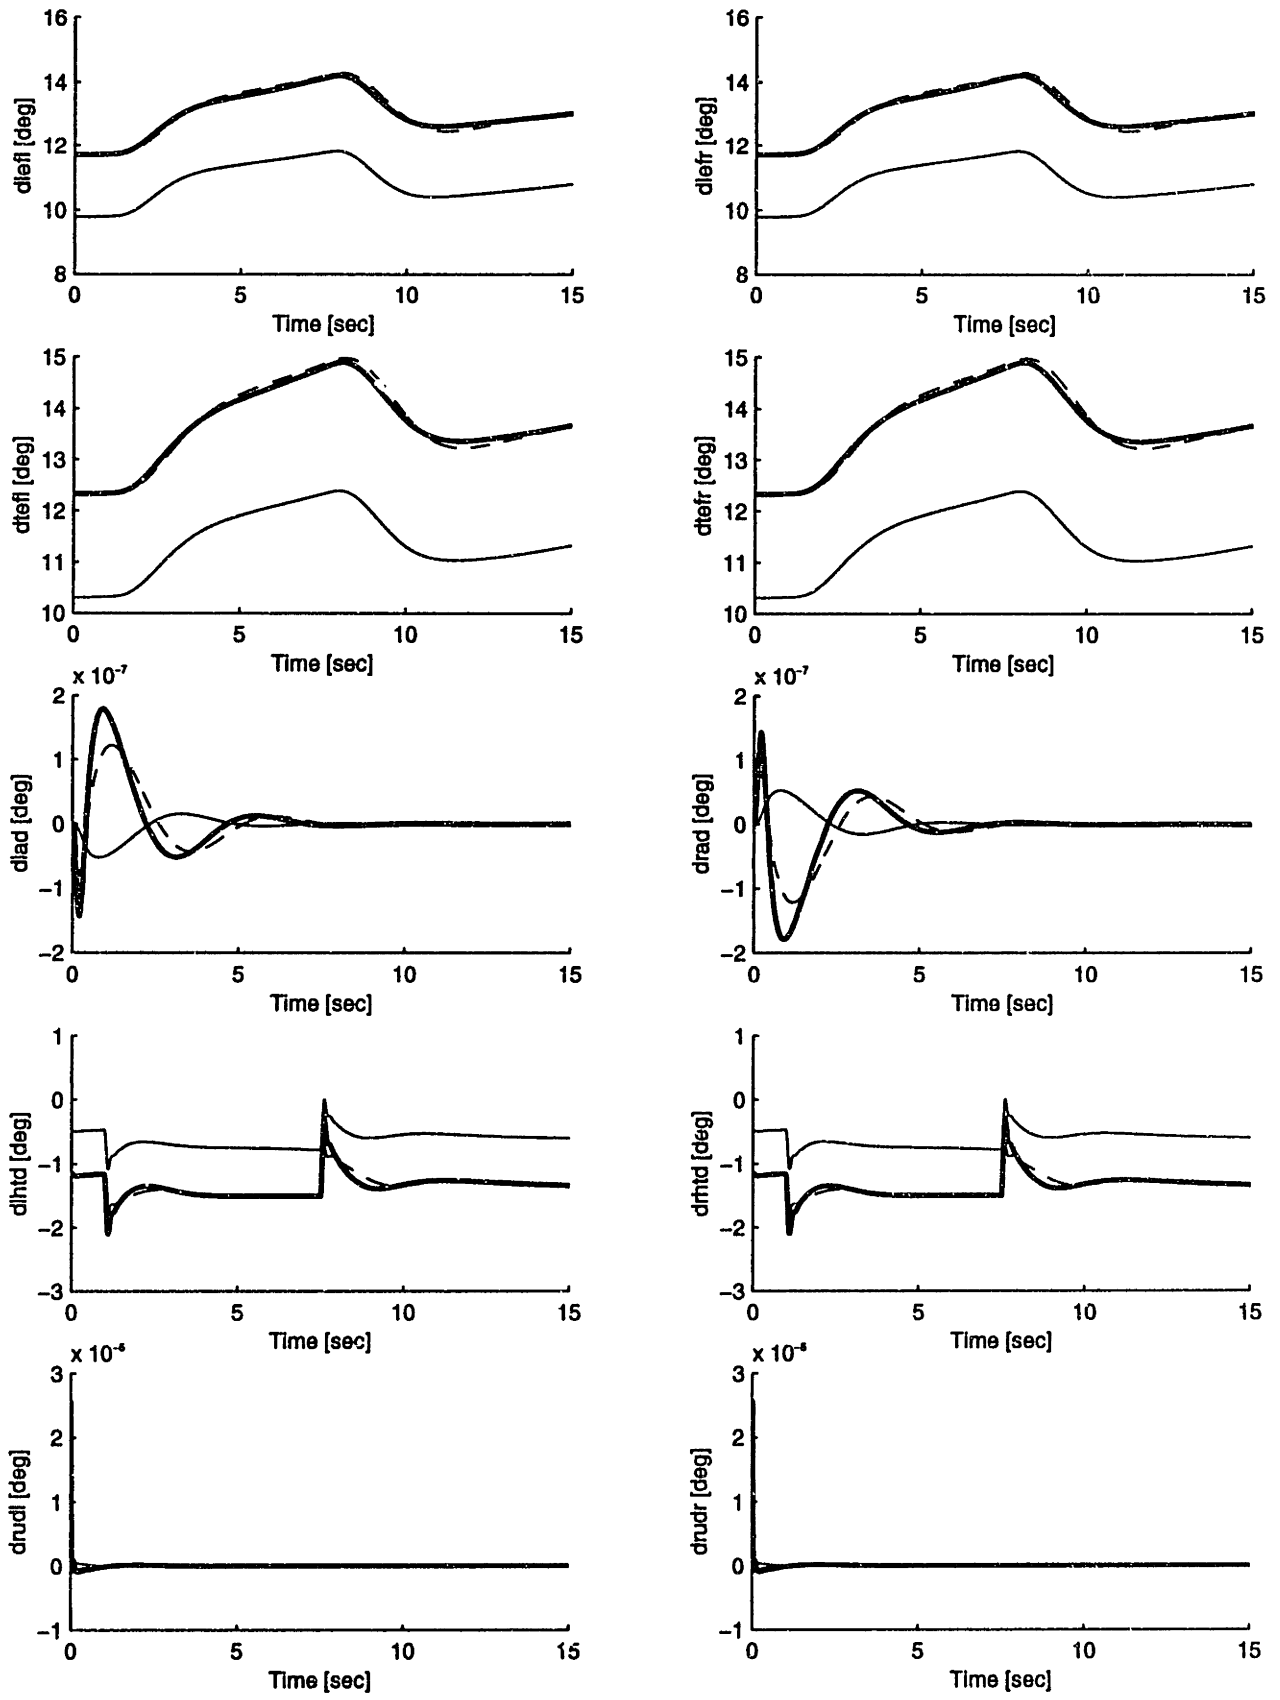 16
14
12
10
8
dlefl [deg]
0 5 10 15
Time [sec]
16
14
12
10
8
dlefr [deg]
0 5 10 15
Time [sec]
15
14
13
12
11
10
dtefl [deg]
0 5 10 15
Time [sec]
15
14
13
12
11
10
dtefr [deg]
0 5 10 15
Time [sec]
x 10⁻⁷
2
1
0
−1
−2
dlad [deg]
0 5 10 15
Time [sec]
x 10⁻⁷
2
1
0
−1
−2
drad [deg]
0 5 10 15
Time [sec]
1
0
−1
−2
−3
dlhtd [deg]
0 5 10 15
Time [sec]
1
0
−1
−2
−3
drhtd [deg]
0 5 10 15
Time [sec]
3
2
1
0
−1
drudl [deg]
0 5 10 15
Time [sec]
3
2
1
0
−1
drudr [deg]
0 5 10 15
Time [sec]